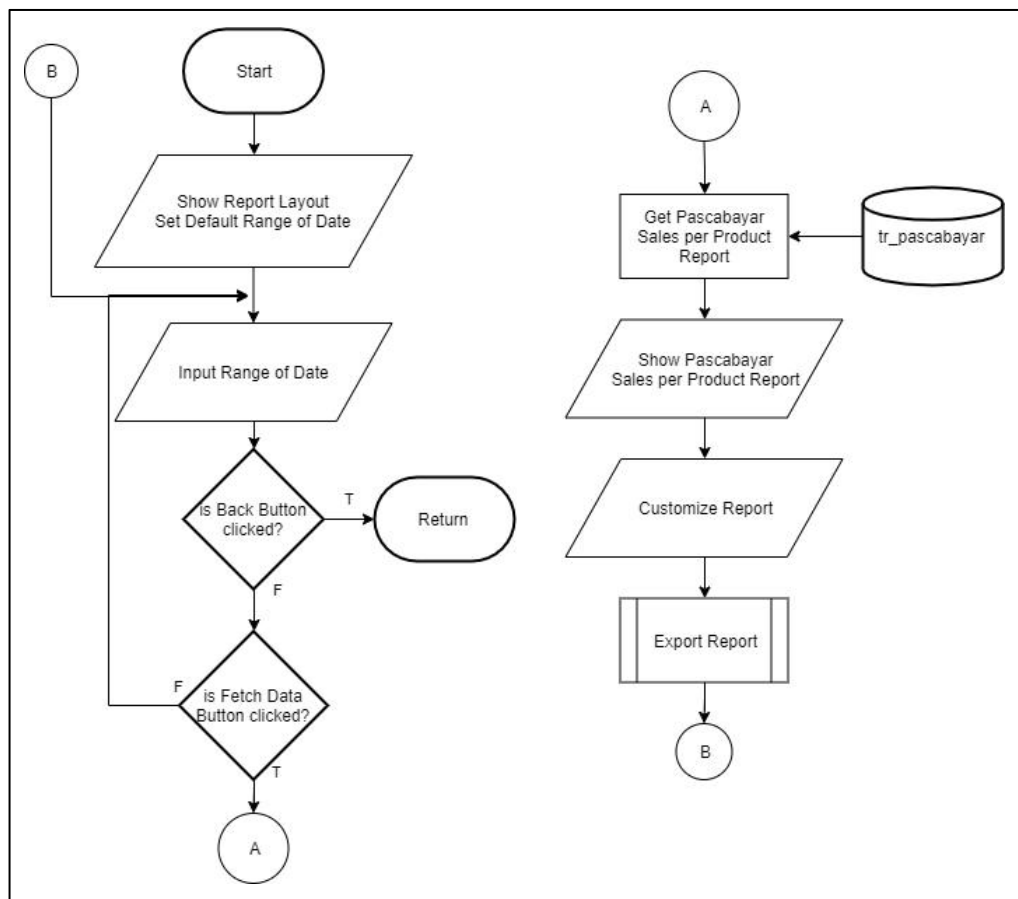 B
Start
Show Report Layout
Set Default Range of Date
Input Range of Date
is Back Button
clicked?
T
Return
F
is Fetch Data
Button clicked?
F
T
A
A
Get Pascabayar
Sales per Product
Report
tr_pascabayar
Show Pascabayar
Sales per Product Report
Customize Report
Export Report
B